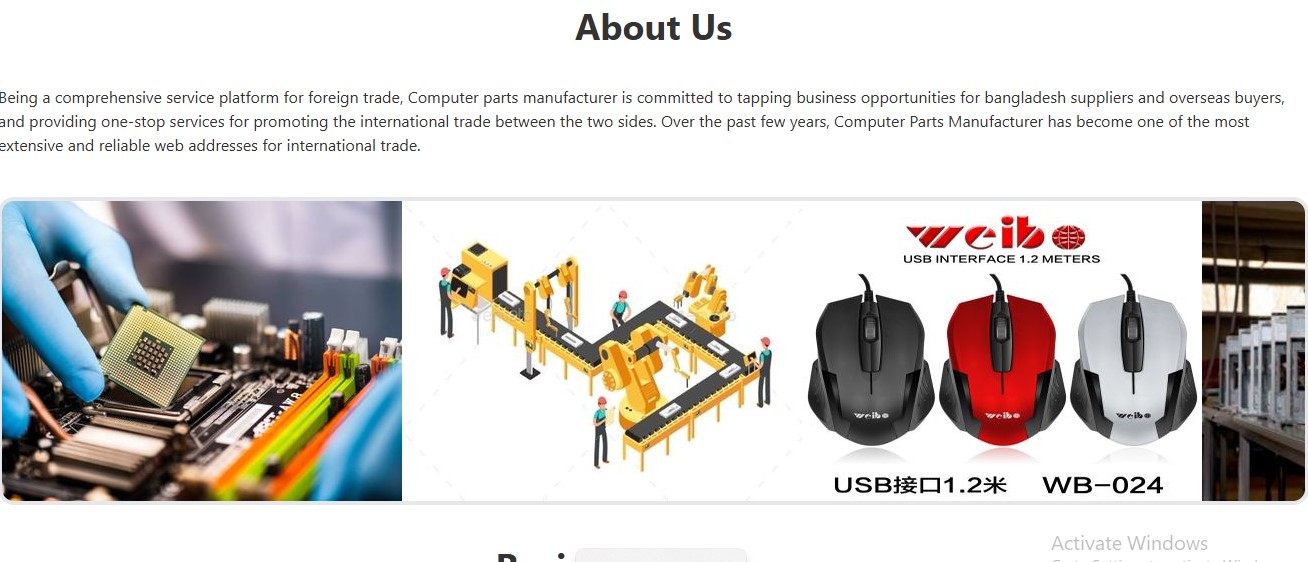 About Us
Being a comprehensive service platform for foreign trade, Computer parts manufacturer is committed to tapping business opportunities for bangladesh suppliers and overseas buyers,
and providing one-stop services for promoting the international trade between the two sides. Over the past few years, Computer Parts Manufacturer has become one of the most
extensive and reliable web addresses for international trade.
weibo
USB INTERFACE 1.2 METERS
weibo
weibo
weibo
USB接口1.2米 WB-024
Activate Windows